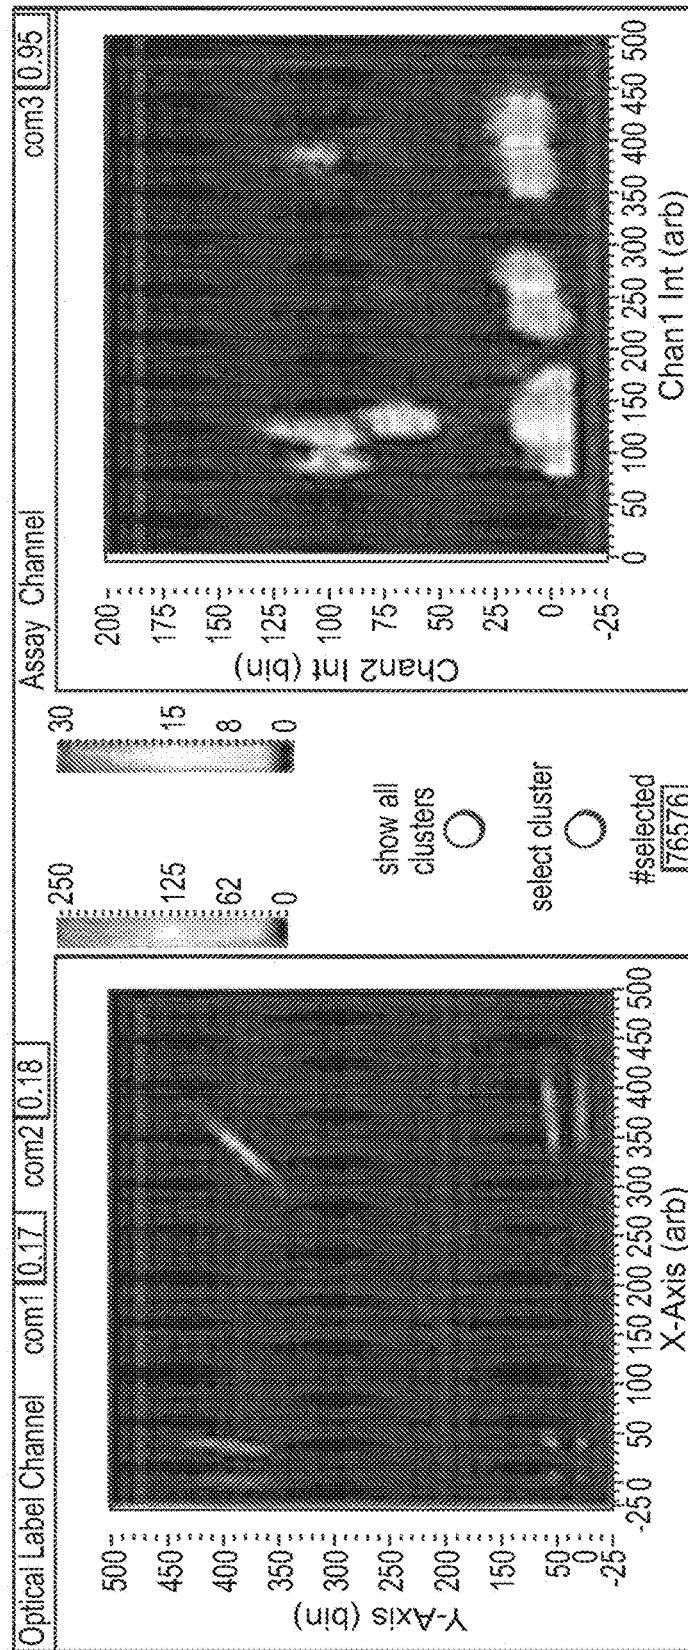 Optical Label Channel com1 0.17 com2 0.18
Assay Channel com3 0.95
Y-Axis (bin)
500
450
400
350
300
250
200
150
100
50
0
-25
-25 0 50 100 150 200 250 300 350 400 450 500
X-Axis (arb)
250
125
62
0
30
15
8
0
show all
clusters
select cluster
#selected
76576
Chan2 Int (bin)
200
175
150
125
100
75
50
25
0
-25
0 50 100 150 200 250 300 350 400 450 500
Chan1 Int (arb)